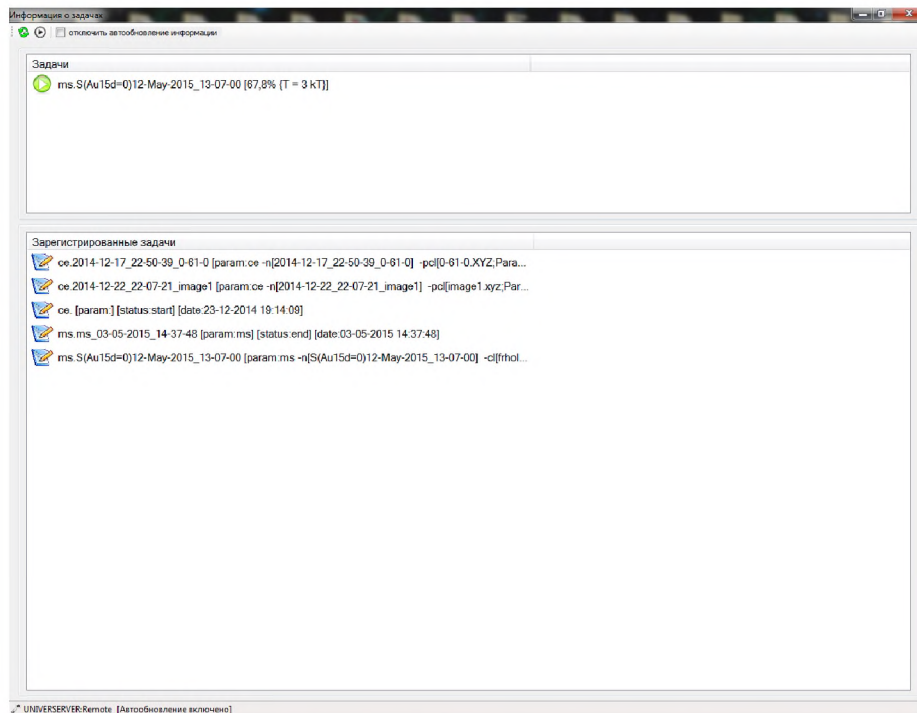 Информация о задачах
отключить автообновление информации
Задачи
ms.S(Au15d=0)12-May-2015_13-07-00 [67,8% {T = 3 kT}]
Зарегистрированные задачи
ce.2014-12-17_22-50-39_0-61-0 [param:ce -n[2014-12-17_22-50-39_0-61-0] -pcl[0-61-0.XYZ;Para...
ce.2014-12-22_22-07-21_image1 [param:ce -n[2014-12-22_22-07-21_image1] -pcl[image1.xyz;Par...
ce. [param:] [status:start] [date:23-12-2014 19:14:09]
ms.ms_03-05-2015_14-37-48 [param:ms] [status:end] [date:03-05-2015 14:37:48]
ms.S(Au15d=0)12-May-2015_13-07-00 [param:ms -n[S(Au15d=0)12-May-2015_13-07-00] -cl[frhol...
UNIVERSERVER:Remote [Автообновление включено]